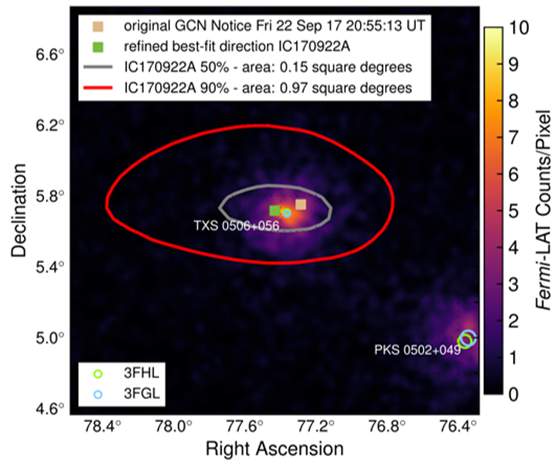 original GCN Notice Fri 22 Sep 17 20:55:13 UT
refined best-fit direction IC170922A
IC170922A 50% - area: 0.15 square degrees
IC170922A 90% - area: 0.97 square degrees
6.6°
6.2°
5.8°
5.4°
5.0°
4.6°
Declination
TXS 0506+056
PKS 0502+049
3FHL
3FGL
78.4°
78.0°
77.6°
77.2°
76.8°
76.4°
Right Ascension
10
9
8
7
6
5
4
3
2
1
0
Fermi-LAT Counts/Pixel